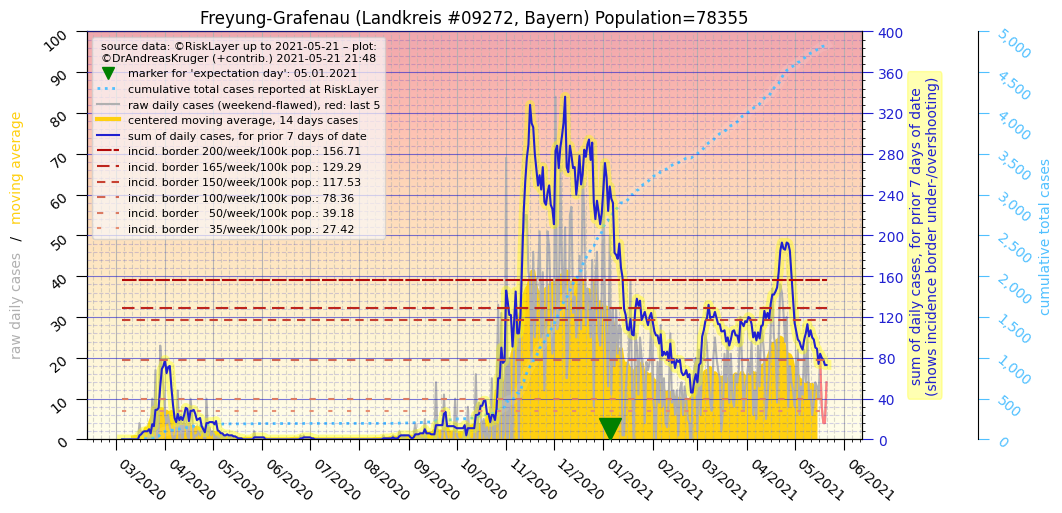 Freyung-Grafenau (Landkreis #09272, Bayern) Population=78355
source data: ©RiskLayer up to 2021-05-21 – plot:
©DrAndreasKruger (+contrib.) 2021-05-21 21:48
marker for 'expectation day': 05.01.2021
cumulative total cases reported at RiskLayer
raw daily cases (weekend-flawed), red: last 5
centered moving average, 14 days cases
sum of daily cases, for prior 7 days of date
incid. border 200/week/100k pop.: 156.71
incid. border 165/week/100k pop.: 129.29
incid. border 150/week/100k pop.: 117.53
incid. border 100/week/100k pop.: 78.36
incid. border   50/week/100k pop.: 39.18
incid. border   35/week/100k pop.: 27.42
raw daily cases / moving average
100
90
80
70
60
50
40
30
20
10
0
03/2020
04/2020
05/2020
06/2020
07/2020
08/2020
09/2020
10/2020
11/2020
12/2020
01/2021
02/2021
03/2021
04/2021
05/2021
06/2021
400
360
320
280
240
200
160
120
80
40
0
sum of daily cases, for prior 7 days of date
(shows incidence border under-/overshooting)
5,000
4,500
4,000
3,500
3,000
2,500
2,000
1,500
1,000
500
0
cumulative total cases